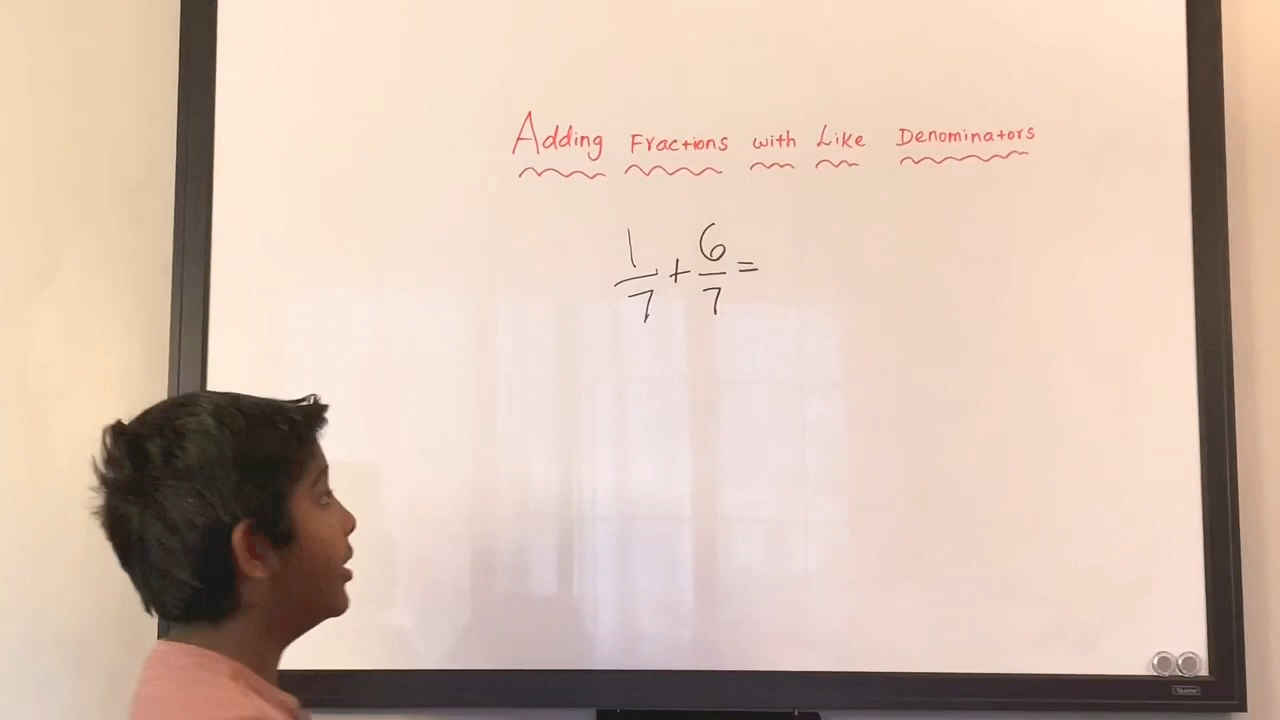 Adding Fractions with Like Denominators
1/7 + 6/7 =